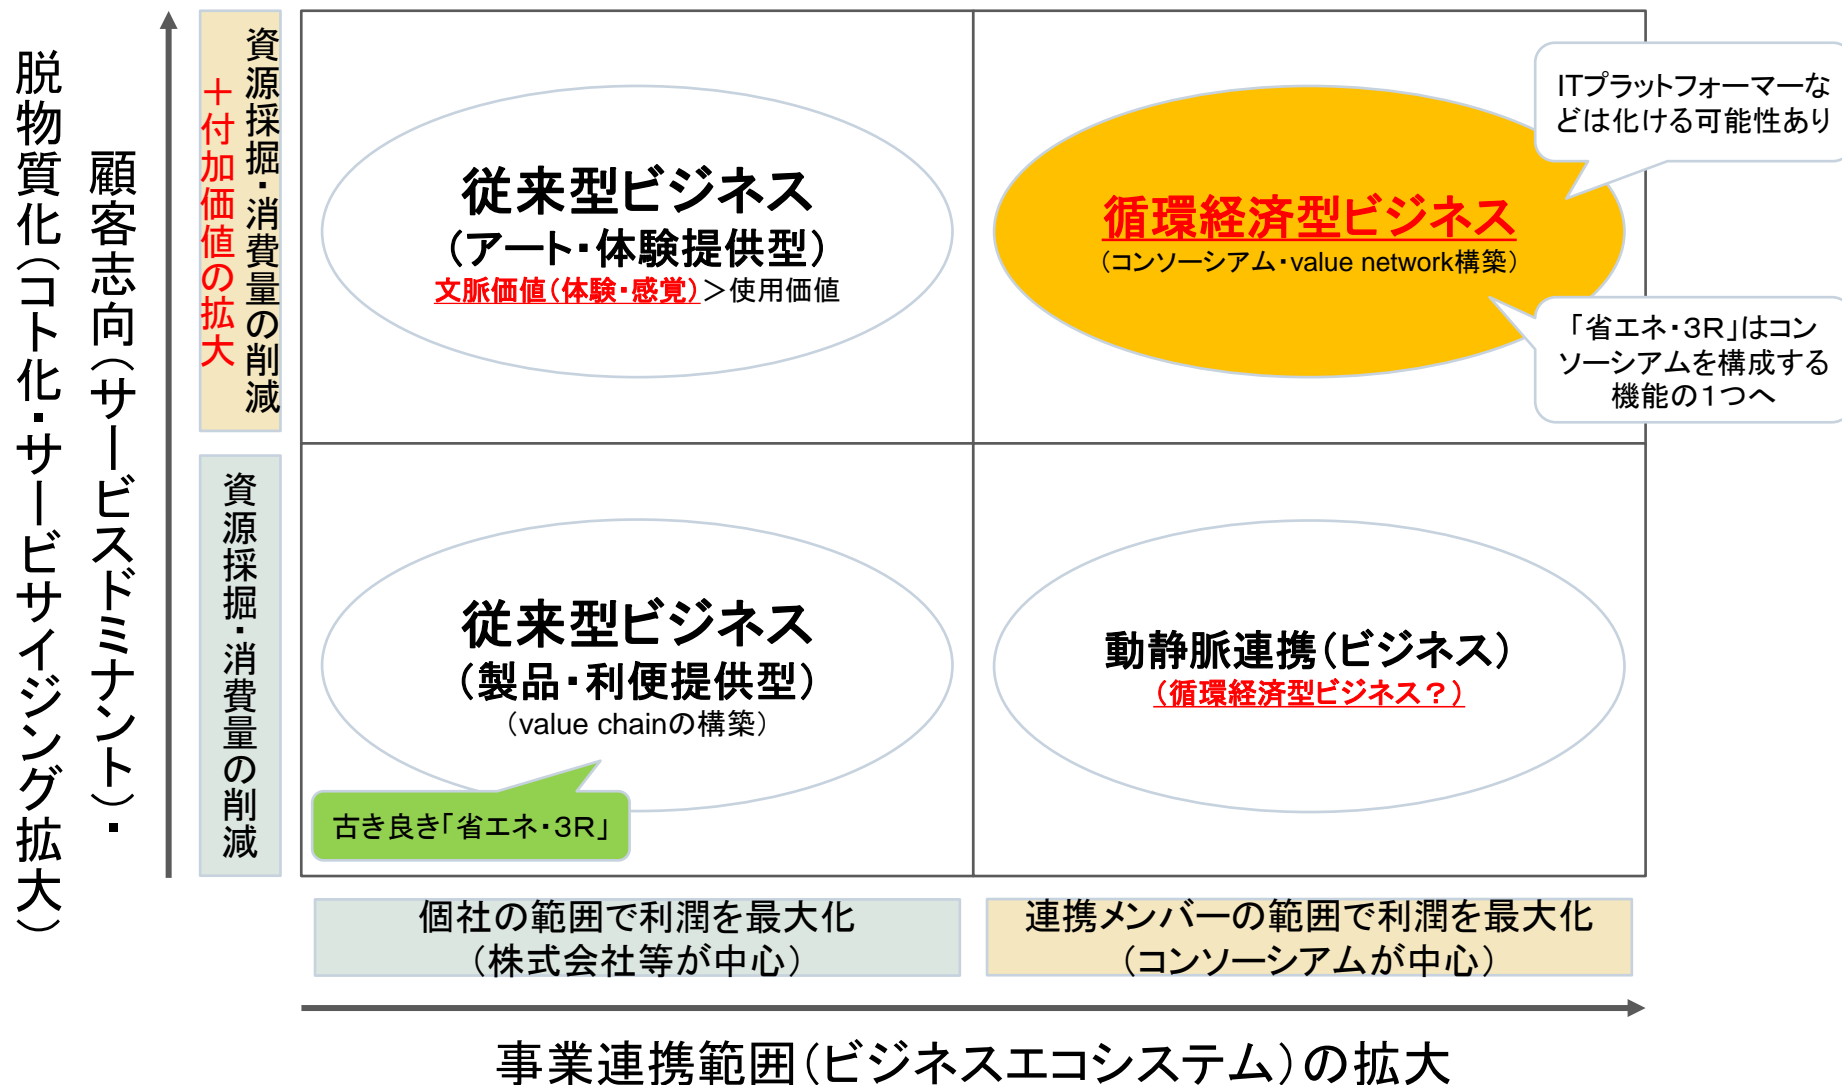 顧客志向(サービスドミナント)・
脱物質化(コト化・サービサイジング拡大)
資源採掘・消費量の削減
＋付加価値の拡大
資源採掘・消費量の削減
従来型ビジネス
(アート・体験提供型)
文脈価値(体験・感覚)＞使用価値
循環経済型ビジネス
(コンソーシアム・value network構築)
ITプラットフォーマーな
どは化ける可能性あり
「省エネ・3R」はコン
ソーシアムを構成する
機能の１つへ
従来型ビジネス
(製品・利便提供型)
(value chainの構築)
古き良き「省エネ・3R」
動静脈連携(ビジネス)
(循環経済型ビジネス？)
個社の範囲で利潤を最大化
(株式会社等が中心)
連携メンバーの範囲で利潤を最大化
(コンソーシアムが中心)
事業連携範囲(ビジネスエコシステム)の拡大